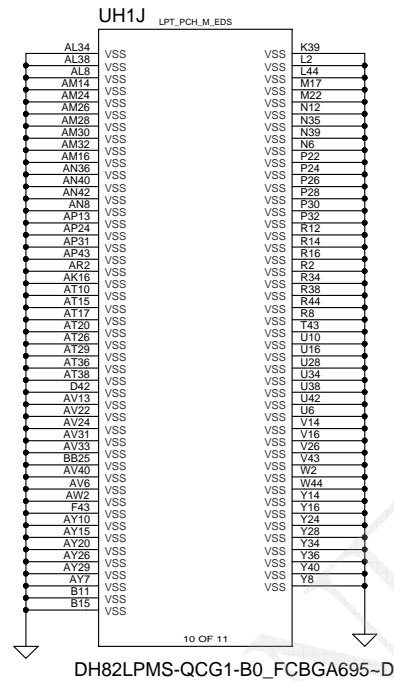 UH1J LPT_PCH_M_EDS
AL34 VSS VSS K39
AL38 VSS VSS L2
AL8 VSS VSS L44
AM14 VSS VSS M17
AM24 VSS VSS M22
AM26 VSS VSS N12
AM28 VSS VSS N35
AM30 VSS VSS N39
AM32 VSS VSS N6
AM16 VSS VSS P22
AN36 VSS VSS P24
AN40 VSS VSS P26
AN42 VSS VSS P28
AN8 VSS VSS P30
AP13 VSS VSS P32
AP24 VSS VSS R12
AP31 VSS VSS R14
AP43 VSS VSS R16
AR2 VSS VSS R2
AK16 VSS VSS R34
AT10 VSS VSS R38
AT15 VSS VSS R44
AT17 VSS VSS R8
AT20 VSS VSS T43
AT26 VSS VSS U10
AT29 VSS VSS U16
AT36 VSS VSS U28
AT38 VSS VSS U34
D42 VSS VSS U38
AV13 VSS VSS U42
AV22 VSS VSS U6
AV24 VSS VSS V14
AV31 VSS VSS V16
AV33 VSS VSS V26
BB25 VSS VSS V43
AV40 VSS VSS W2
AV6 VSS VSS W44
AW2 VSS VSS Y14
F43 VSS VSS Y16
AY10 VSS VSS Y24
AY15 VSS VSS Y28
AY20 VSS VSS Y34
AY26 VSS VSS Y36
AY29 VSS VSS Y40
AY7 VSS VSS Y8
B11 VSS
B15 VSS
10 OF 11
DH82LPMS-QCG1-B0_FCBGA695~D